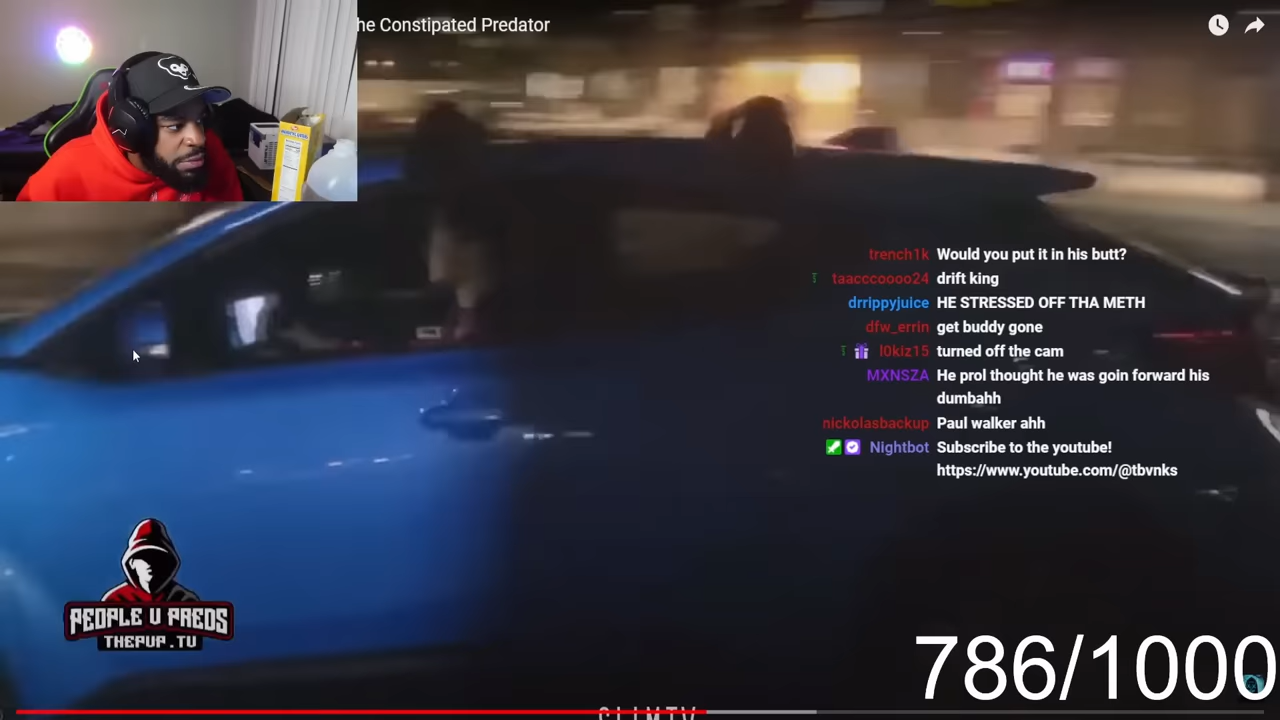 he Constipated Predator
trench1k Would you put it in his butt?
taacccoooo24 drift king
drrippyjuice HE STRESSED OFF THA METH
dfw_errin get buddy gone
l0kiz15 turned off the cam
MXNSZA He prol thought he was goin forward his
dumbahh
nickolasbackup Paul walker ahh
Nightbot Subscribe to the youtube!
https://www.youtube.com/@tbvnks
PEOPLE V PREDS
THEPVP.TV
786/1000